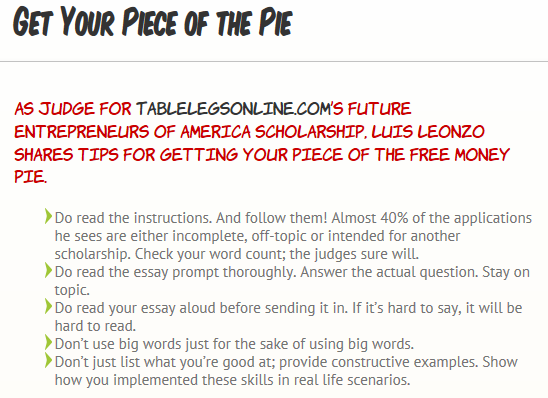 Get Your Piece of the Pie
AS JUDGE FOR TABLELEGSONLINE.COM'S FUTURE
ENTREPRENEURS OF AMERICA SCHOLARSHIP, LUIS LEONZO
SHARES TIPS FOR GETTING YOUR PIECE OF THE FREE MONEY
PIE.
Do read the instructions. And follow them! Almost 40% of the applications
he sees are either incomplete, off-topic or intended for another
scholarship. Check your word count; the judges sure will.
Do read the essay prompt thoroughly. Answer the actual question. Stay on
topic.
Do read your essay aloud before sending it in. If it's hard to say, it will be
hard to read.
Don't use big words just for the sake of using big words.
Don't just list what you're good at; provide constructive examples. Show
how you implemented these skills in real life scenarios.